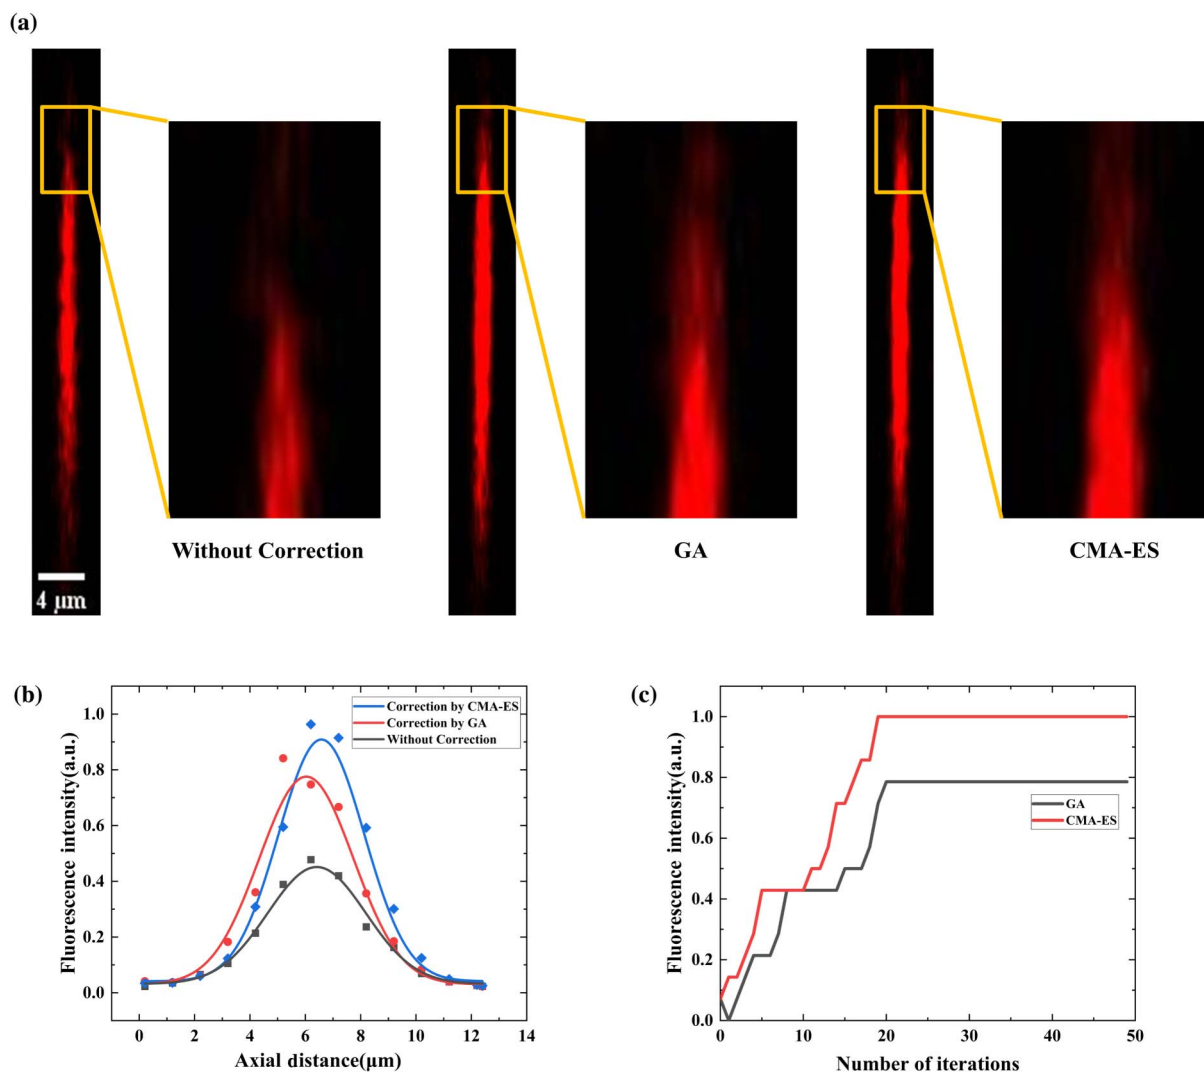 (a)
Without Correction
GA
CMA-ES
4 μm
(b)
Fluorescence intensity(a.u.)
1.0
0.8
0.6
0.4
0.2
0.0
Correction by CMA-ES
Correction by GA
Without Correction
0 2 4 6 8 10 12 14
Axial distance(μm)
(c)
Fluorescence intensity(a.u.)
1.0
0.8
0.6
0.4
0.2
0.0
GA
CMA-ES
0 10 20 30 40 50
Number of iterations